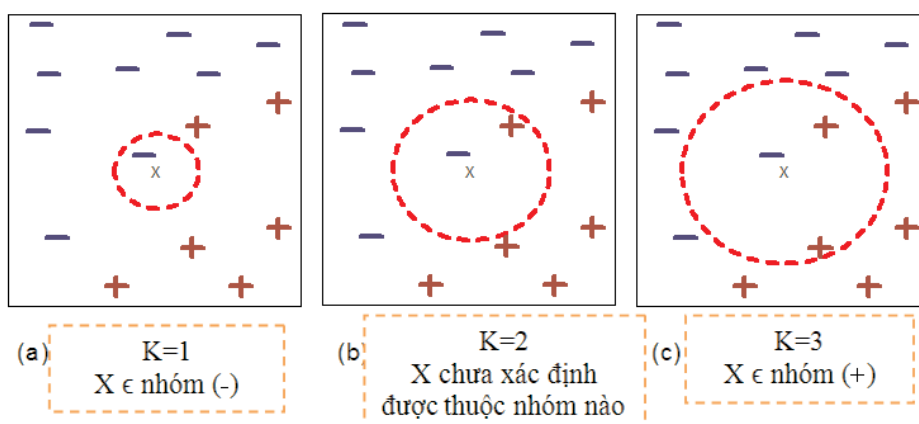 X
X
X
(a)
K=1
X ϵ nhóm (-)
(b)
K=2
X chưa xác định
được thuộc nhóm nào
(c)
K=3
X ϵ nhóm (+)